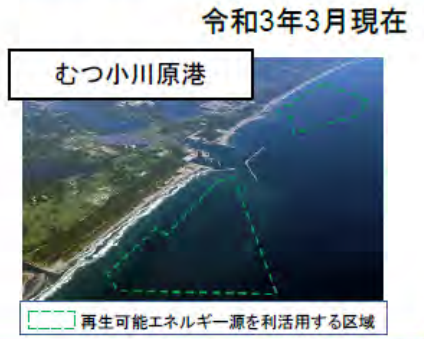 令和3年3月現在
むつ小川原港
再生可能エネルギー源を利活用する区域